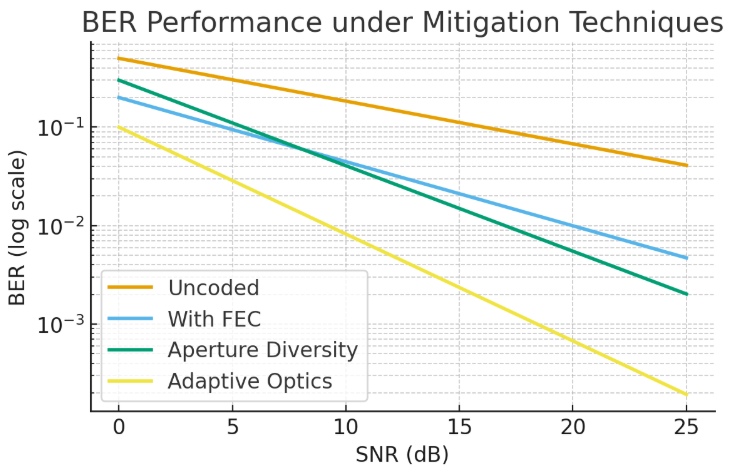 BER Performance under Mitigation Techniques
BER (log scale)
10⁻¹
10⁻²
10⁻³
Uncoded
With FEC
Aperture Diversity
Adaptive Optics
0 5 10 15 20 25
SNR (dB)